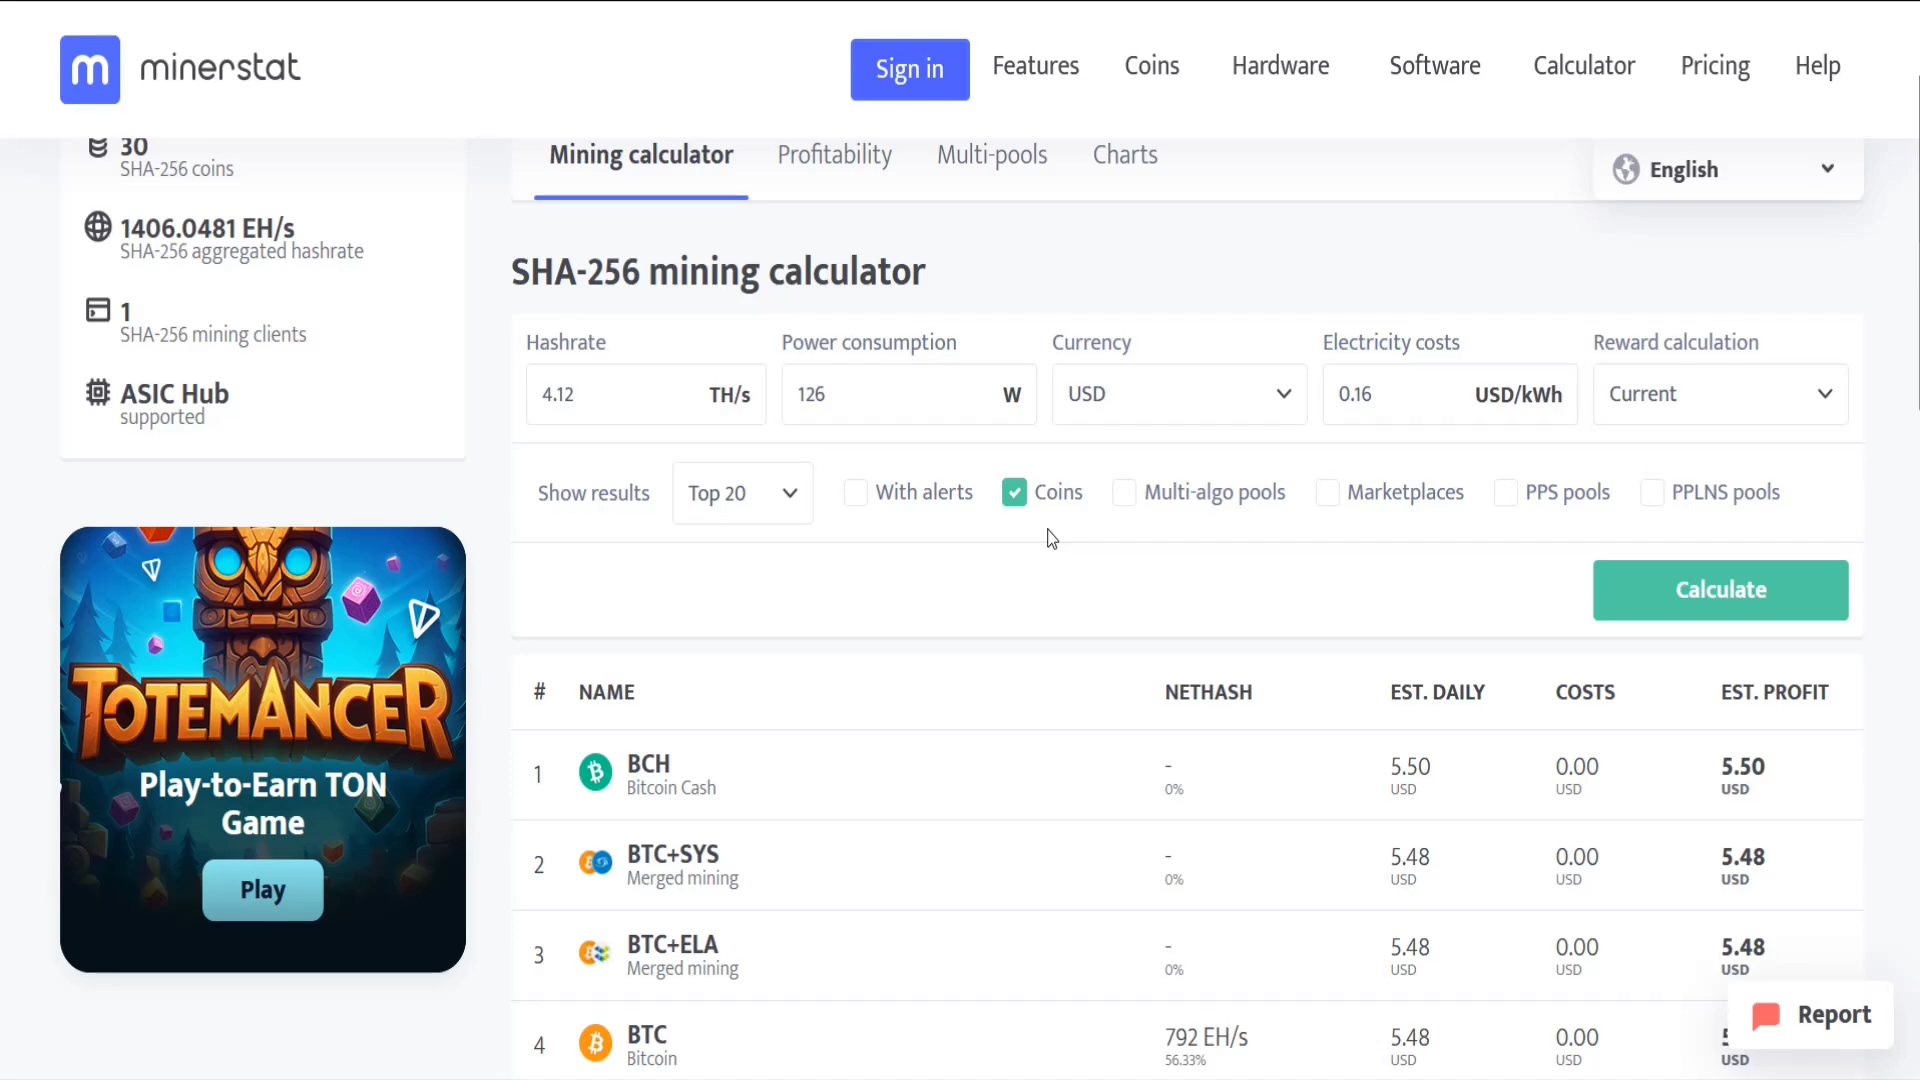 m minerstat
Sign in Features Coins Hardware Software Calculator Pricing Help
30
SHA-256 coins
1406.0481 EH/s
SHA-256 aggregated hashrate
1
SHA-256 mining clients
ASIC Hub
supported
TOTEMANCER
Play-to-Earn TON
Game
Play
Mining calculator Profitability Multi-pools Charts
English
SHA-256 mining calculator
Hashrate Power consumption Currency Electricity costs Reward calculation
4.12 TH/s 126 W USD 0.16 USD/kWh Current
Show results Top 20 With alerts Coins Multi-algo pools Marketplaces PPS pools PPLNS pools
Calculate
# NAME NETHASH EST. DAILY COSTS EST. PROFIT
1 BCH - 5.50 0.00 5.50
Bitcoin Cash 0% USD USD USD
2 BTC+SYS - 5.48 0.00 5.48
Merged mining 0% USD USD USD
3 BTC+ELA - 5.48 0.00 5.48
Merged mining 0% USD USD USD
4 BTC 792 EH/s 5.48 0.00
Bitcoin 56.33% USD USD USD
Report